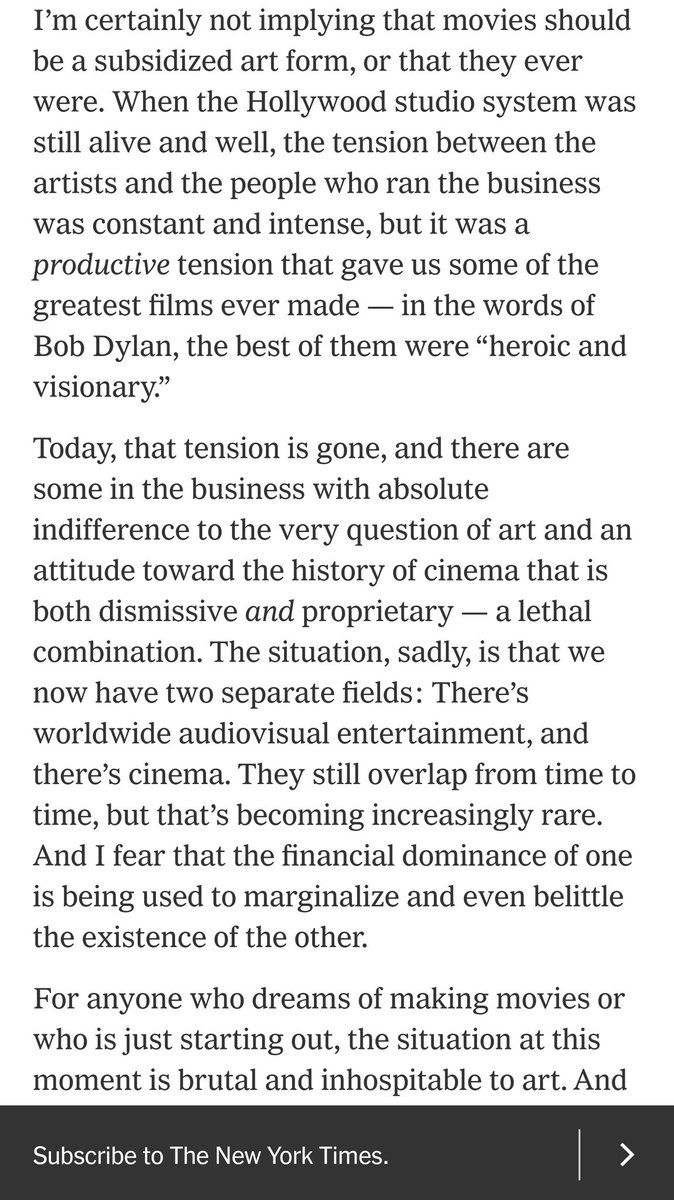 I’m certainly not implying that movies should
be a subsidized art form, or that they ever
were. When the Hollywood studio system was
still alive and well, the tension between the
artists and the people who ran the business
was constant and intense, but it was a
productive tension that gave us some of the
greatest films ever made — in the words of
Bob Dylan, the best of them were “heroic and
visionary.”
Today, that tension is gone, and there are
some in the business with absolute
indifference to the very question of art and an
attitude toward the history of cinema that is
both dismissive and proprietary — a lethal
combination. The situation, sadly, is that we
now have two separate fields: There’s
worldwide audiovisual entertainment, and
there’s cinema. They still overlap from time to
time, but that’s becoming increasingly rare.
And I fear that the financial dominance of one
is being used to marginalize and even belittle
the existence of the other.
For anyone who dreams of making movies or
who is just starting out, the situation at this
moment is brutal and inhospitable to art. And
Subscribe to The New York Times.